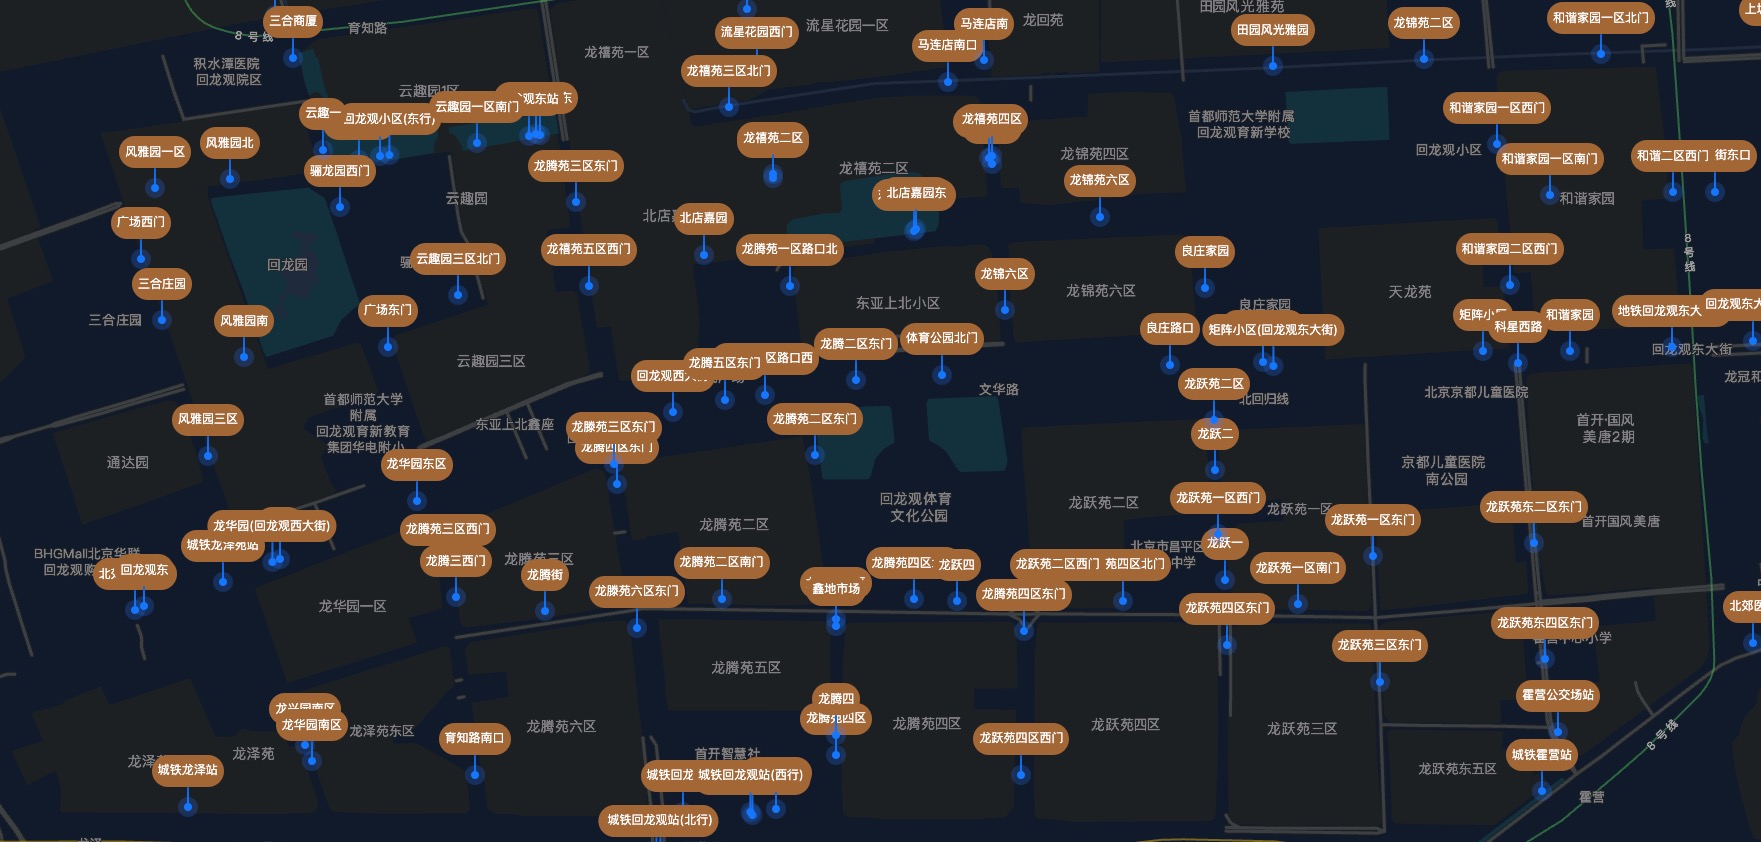 三合商厦
育知路
8号线
积水潭医院
回龙观院区
龙禧苑一区
流星花园西门
流星花园一区
马连店南
马连店南口
龙回苑
田园风光雅苑
田园风光雅园
龙锦苑二区
和谐家园一区北门
龙禧苑三区北门
云趣园1区
云趣一
回龙观小区(东行)
云趣园一区南门
观东站
东
风雅园一区
风雅园北
骊龙园西门
龙腾苑三区东门
云趣园
龙禧苑二区
龙禧苑二区
龙禧苑四区
龙锦苑四区
龙锦苑六区
首都师范大学附属
回龙观育新学校
和谐家园一区西门
回龙观小区
和谐家园一区南门
和谐二区西门
街东口
和谐家园
广场西门
北店嘉园
北店嘉园东
龙禧苑五区西门
龙腾苑一区路口北
良庄家园
和谐家园二区西门
8号线
回龙园
云趣园三区北门
三合庄园
三合庄园
风雅园南
广场东门
龙锦六区
东亚上北小区
龙锦苑六区
天龙苑
良庄家园
良庄路口
矩阵小区(回龙观东大街)
矩阵小区
科星西路
和谐家园
地铁回龙观东大
回龙观东大
回龙观东大街
云趣园三区
回龙观西大街
龙腾五区东门
区路口西
龙腾二区东门
体育公园北门
文华路
龙跃苑二区
北回归线
北京京都儿童医院
龙冠和
首都师范大学
附属
回龙观育新教育
集团华电附小
风雅园三区
东亚上北鑫座
龙滕苑三区东门
龙腾四区东门
龙腾苑二区东门
龙跃二
首开·国风
美唐2期
通达园
龙华园东区
京都儿童医院
南公园
龙华园(回龙观西大街)
城铁龙泽苑站
龙腾苑三区西门
龙腾苑二区
回龙观体育
文化公园
龙跃苑二区
龙跃苑一区西门
龙跃苑一区
龙跃苑一区东门
龙跃苑东二区东门
首开国风美唐
BHGMall北京华联
回龙观购
回龙观东
龙腾三西门
龙腾苑三区
龙腾街
龙腾苑二区南门
龙滕苑六区东门
鑫地市场
龙腾苑四区
龙跃四
龙腾苑四区东门
龙跃苑二区西门
苑四区北门
北京市昌平区
中学
龙跃一
龙跃苑一区南门
龙跃苑四区东门
龙华园一区
龙跃苑三区东门
龙跃苑东四区东门
霍营中心小学
北郊医
龙腾苑五区
霍营公交场站
龙兴园南区
龙华园南区
龙泽苑东区
龙泽苑
城铁龙泽站
育知路南口
龙腾苑六区
龙腾四
龙腾苑四区
龙腾苑四区
龙跃苑四区西门
龙跃苑四区
龙跃苑三区
8号线
首开智慧社
城铁回龙
城铁回龙观站(西行)
城铁回龙观站(北行)
城铁霍营站
龙跃苑东五区
霍营